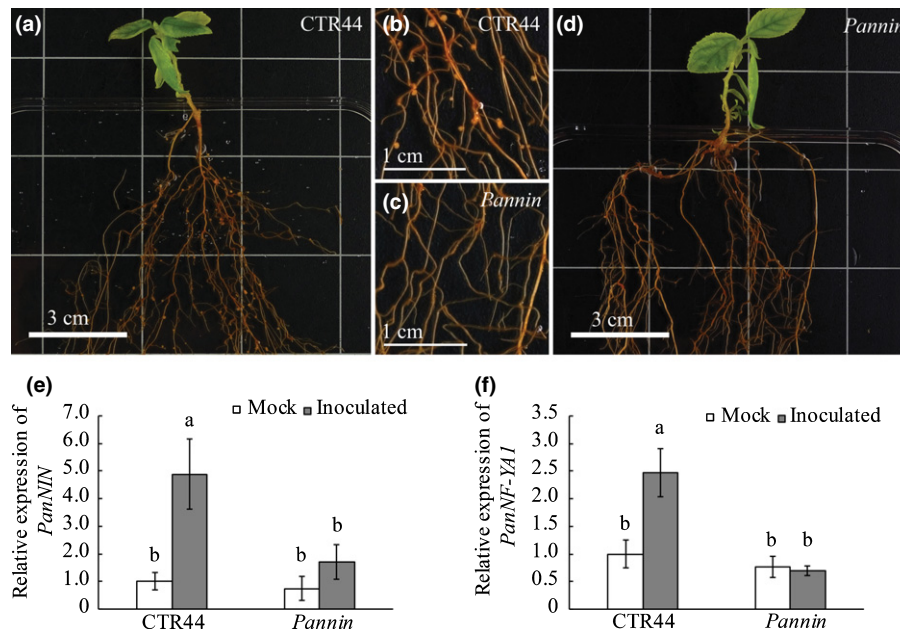 (a) CTR44
3 cm
(b) CTR44
1 cm
(c) Bannin
1 cm
(d) Pannin
3 cm
(e)
Relative expression of
PanNIN
Mock Inoculated
7.0
6.0
5.0
4.0
3.0
2.0
1.0
0
b a b b
CTR44 Pannin
(f)
Relative expression of
PanNF-YA1
Mock Inoculated
3.5
3.0
2.5
2.0
1.5
1.0
0.5
0
b a b b
CTR44 Pannin